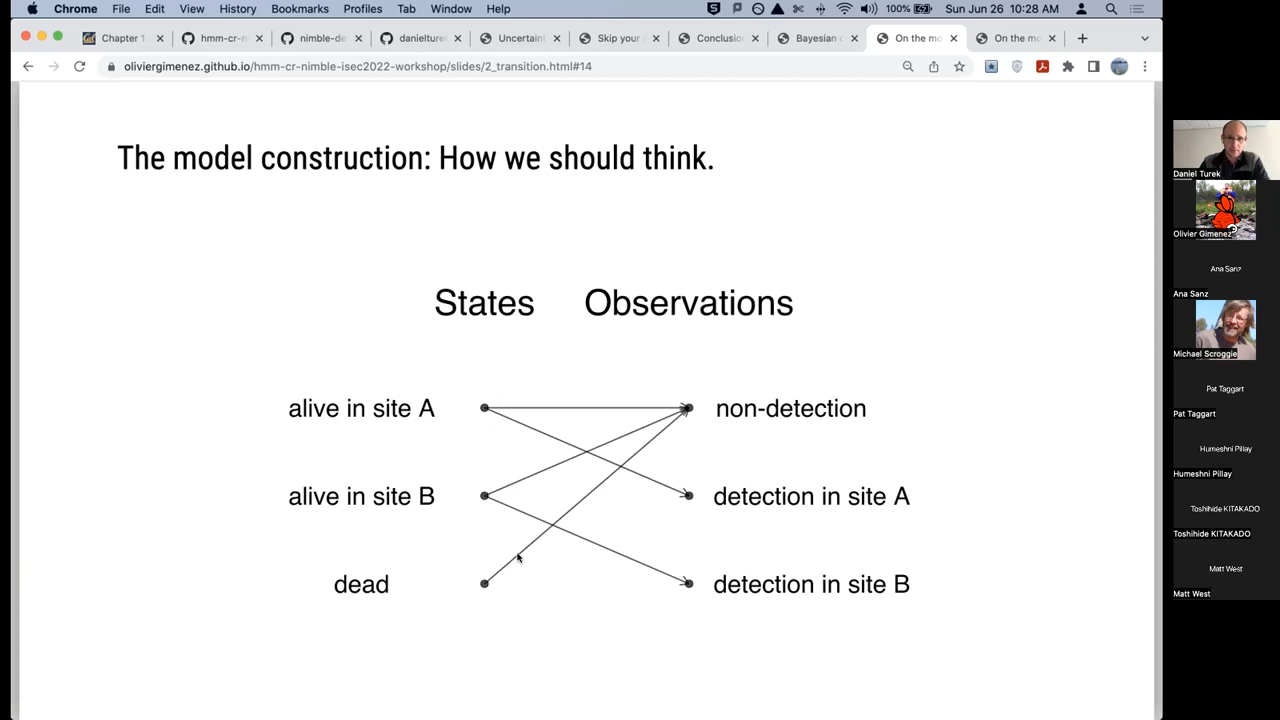 Chrome File Edit View History Bookmarks Profiles Tab Window Help 100% Sun Jun 26 10:28 AM
Chapter 1 hmm-cr-n nimble-de danielture Uncertain Skip your Conclusion Bayesian c On the mo On the mo
oliviergimenez.github.io/hmm-cr-nimble-isec2022-workshop/slides/2_transition.html#14
The model construction: How we should think.
States Observations
alive in site A non-detection
alive in site B detection in site A
dead detection in site B
Daniel Turek
Olivier Gimenez
Ana Sanz
Ana Sanz
Michael Scroggie
Pat Taggart
Pat Taggart
Humeshni Pillay
Humeshni Pillay
Toshihide KITAKADO
Toshihide KITAKADO
Matt West
Matt West